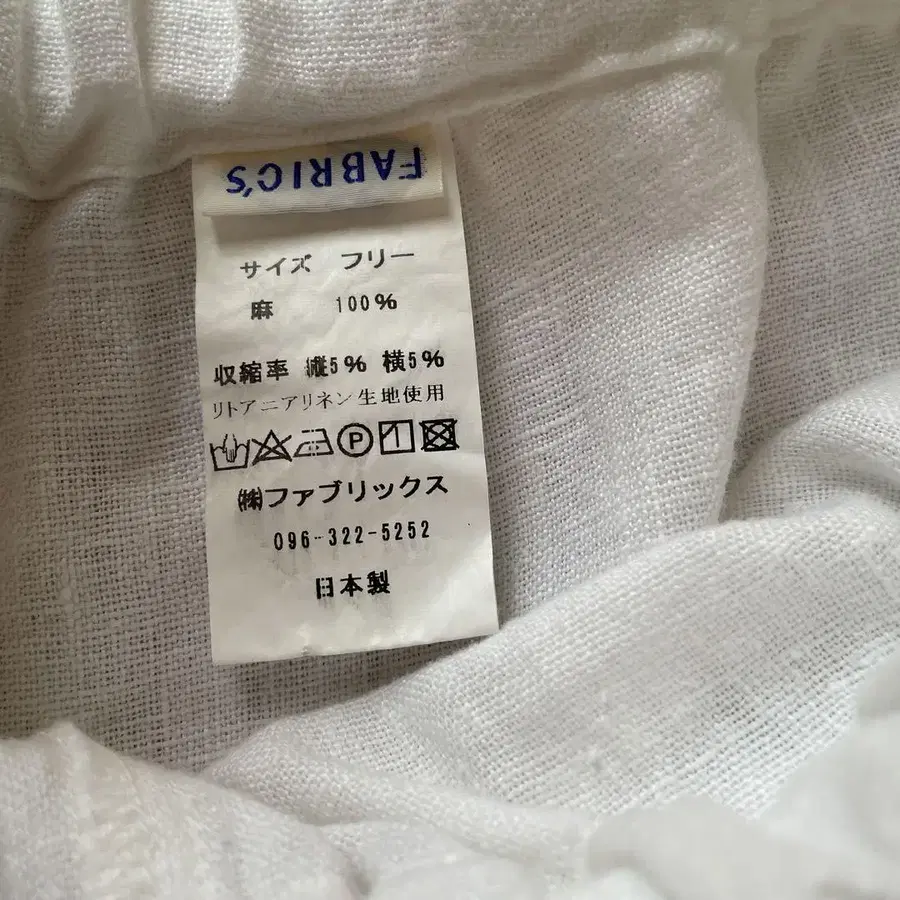 FABRIC'S
サイズ フリー
麻 100%
収縮率 縦5% 横5%
リトアニアリネン生地使用
P
㈱ファブリックス
096-322-5252
日本製